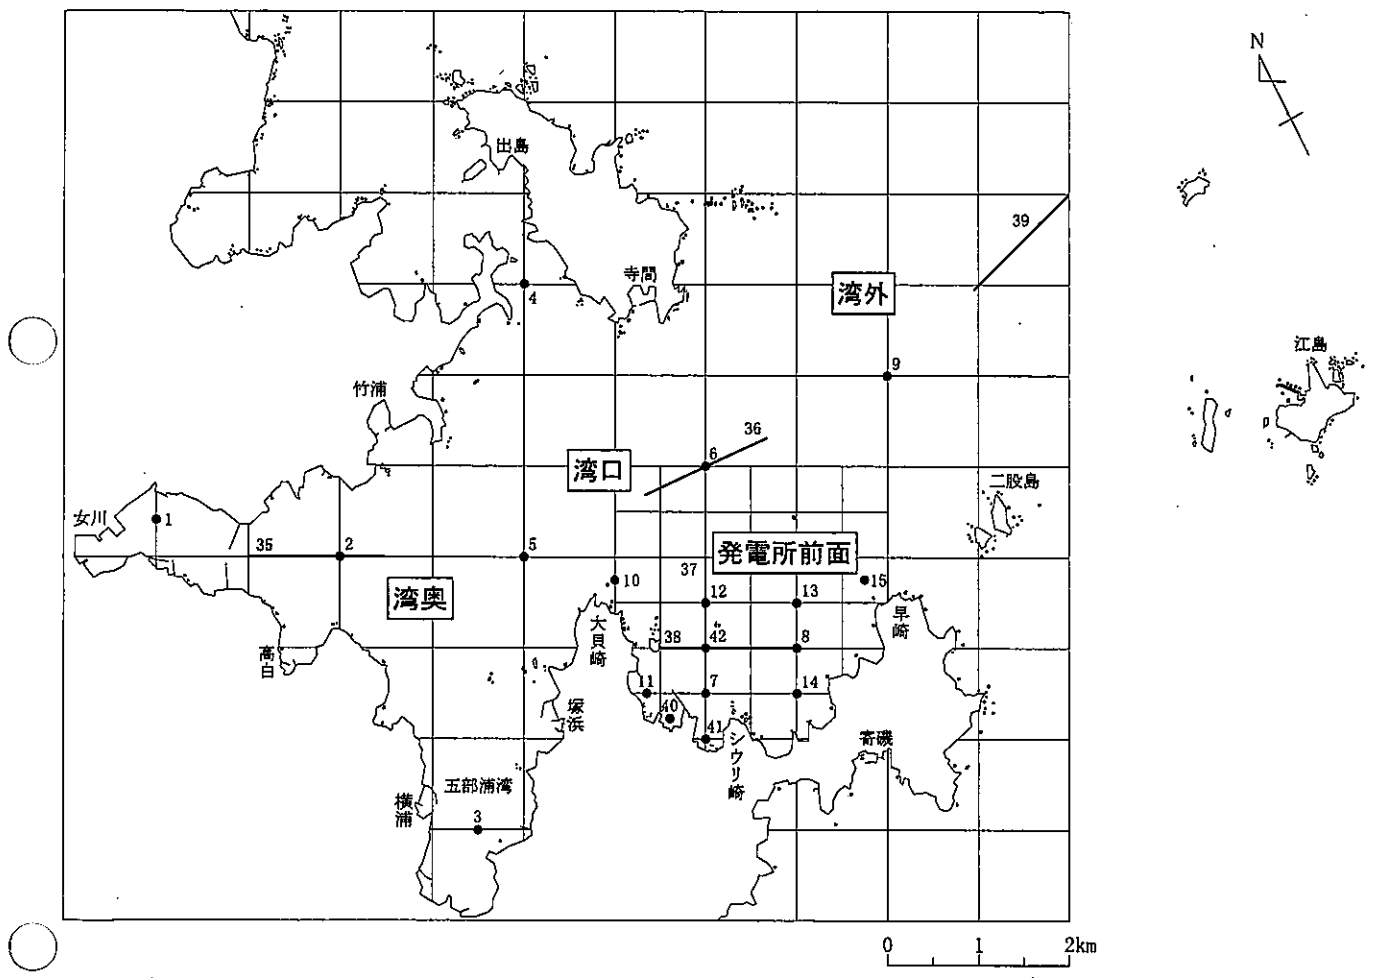 N
出島
39
寺間
湾外
4
江島
9
竹浦
36
6
湾口
二股島
女川
1
35
2
5
発電所前面
37
10
15
湾奥
12
13
大貝崎
早崎
38
42
8
高白
11
7
14
40
塚浜
41
シウリ崎
寄磯
五部浦湾
横浦
3
0
1
2km